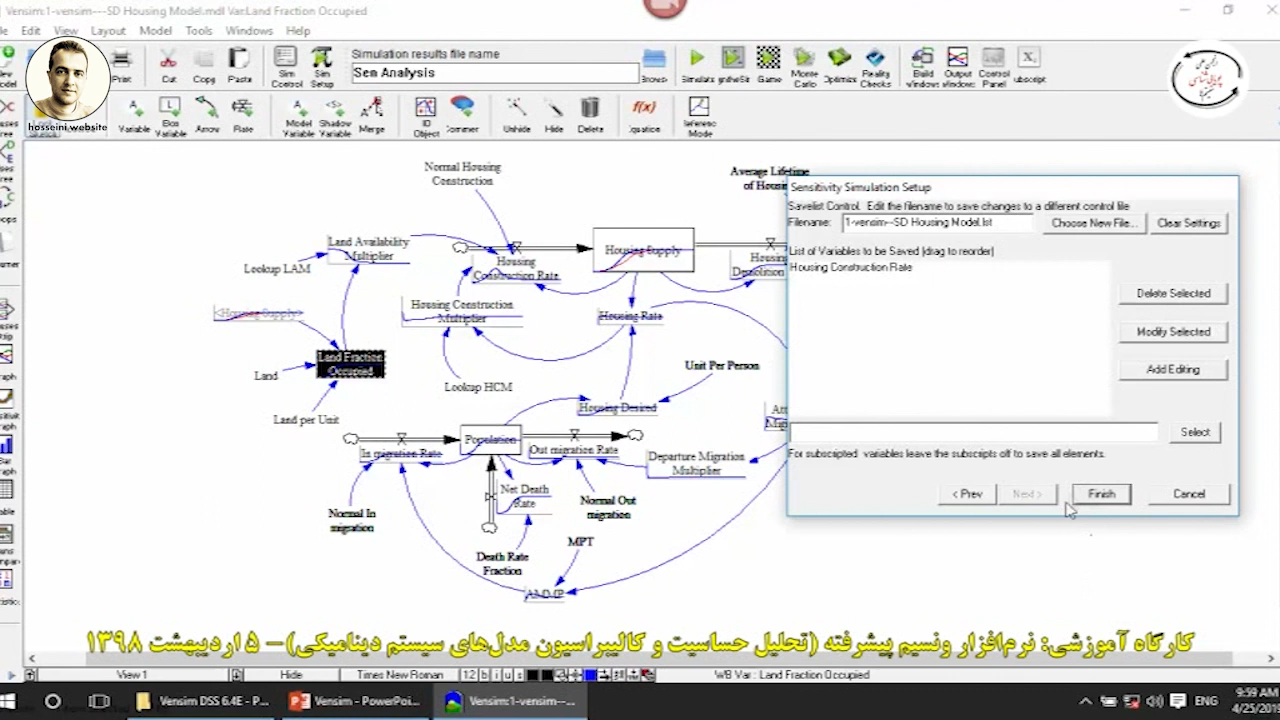 Vensim:1-vensim---SD Housing Model.mdl Var:Land Fraction Occupied
Edit View Layout Model Tools Windows Help
Simulation results file name
Sen Analysis
Print Cut Copy Paste Sim Control Sim Setup Browse Simulate SyntheSim Game Monte Carlo Optimize Reality Checks Build Windows Output Windows Control Panel
hosseini website
Variable Box Variable Arrow Rate Model Variable Shadow Variable Merge IO Object Unhide Hide Delete Reference Mode
Normal Housing Construction
Average Lifetime
of Housin
Land Availability Multiplier
Lookup LAM
Housing Construction Rate
Housing Supply
Housin
Demolition
Housing Construction Multiplier
<Housing Supply>
Housing Rate
Land Fraction Occupied
Land
Land per Unit
Lookup HCM
Unit Per Person
Housing Desired
In migration Rate
Population
Out migration Rate
Departure Migration Multiplier
Net Death Rate
Normal In migration
Normal Out migration
Death Rate Fraction
MPT
AMMP
Sensitivity Simulation Setup
Savelist Control. Edit the filename to save changes to a different control file
Filename: 1-vensim---SD Housing Model.lst Choose New File... Clear Settings
List of Variables to be Saved (drag to reorder)
Housing Construction Rate
Delete Selected
Modify Selected
Add Editing
Select
For subscripted variables leave the subscripts off to save all elements.
< Prev Next > Finish Cancel
کارگاه آموزشی: نرم‌افزار ونسیم پیشرفته (تحلیل حساسیت و کالیبراسیون مدل‌های سیستم دینامیکی)– ۵ اردیبهشت ۱۳۹۸
View 1 Hide Times New Roman 12 b i u s WB Var : Land Fraction Occupied
Vensim DSS 6.4E - P... Vensim - PowerPoi... Vensim:1-vensim--... ENG 9:59 AM
4/25/201